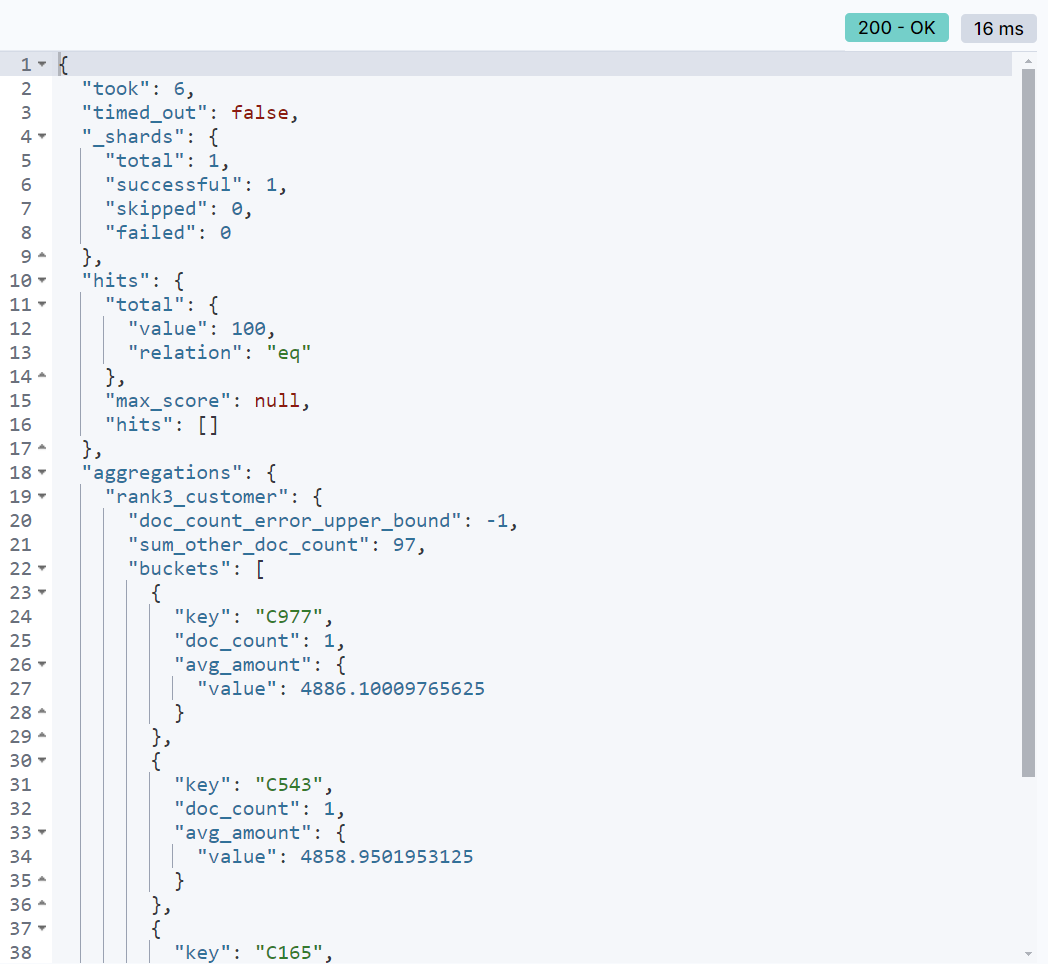 200 - OK 16 ms
1 {
2 "took": 6,
3 "timed_out": false,
4 "_shards": {
5 "total": 1,
6 "successful": 1,
7 "skipped": 0,
8 "failed": 0
9 },
10 "hits": {
11 "total": {
12 "value": 100,
13 "relation": "eq"
14 },
15 "max_score": null,
16 "hits": []
17 },
18 "aggregations": {
19 "rank3_customer": {
20 "doc_count_error_upper_bound": -1,
21 "sum_other_doc_count": 97,
22 "buckets": [
23 {
24 "key": "C977",
25 "doc_count": 1,
26 "avg_amount": {
27 "value": 4886.10009765625
28 }
29 },
30 {
31 "key": "C543",
32 "doc_count": 1,
33 "avg_amount": {
34 "value": 4858.9501953125
35 }
36 },
37 {
38 "key": "C165",